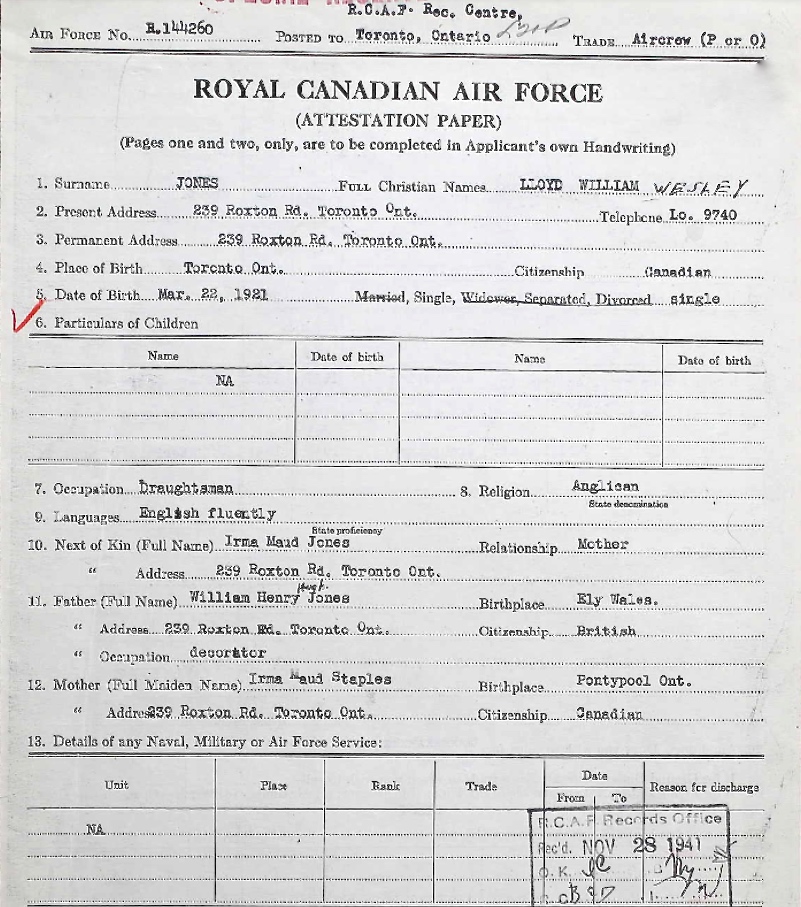 R.C.A.F. Rec. Centre,
AIR FORCE No. R.144260 POSTED TO Toronto, Ontario TRADE Aircrew (P or O)
ROYAL CANADIAN AIR FORCE
(ATTESTATION PAPER)
(Pages one and two, only, are to be completed in Applicant's own Handwriting)
1. Surname JONES FULL Christian Names LLOYD WILLIAM WESLEY
2. Present Address 239 Roxton Rd. Toronto Ont. Telephone Lo. 9740
3. Permanent Address 239 Roxton Rd. Toronto Ont.
4. Place of Birth Toronto Ont. Citizenship Canadian
5. Date of Birth Mar. 22, 1921 Married, Single, Widower, Separated, Divorced single
6. Particulars of Children
Name Date of birth Name Date of birth
NA
7. Occupation Draughtsman 8. Religion Anglican
State denomination
9. Languages English fluently
State proficiency
10. Next of Kin (Full Name) Irma Maud Jones Relationship Mother
" Address 239 Roxton Rd. Toronto Ont.
11. Father (Full Name) William Henry Jones Birthplace Ely Wales.
" Address 239 Roxton Rd. Toronto Ont. Citizenship British
" Occupation decorator
12. Mother (Full Maiden Name) Irma Maud Staples Birthplace Pontypool Ont.
" Address 239 Roxton Rd. Toronto Ont. Citizenship Canadian
13. Details of any Naval, Military or Air Force Service:
Unit Place Rank Trade Date Reason for discharge
From To
NA
R.C.A.F. Records Office
Rec'd. NOV 28 1941
O.K.